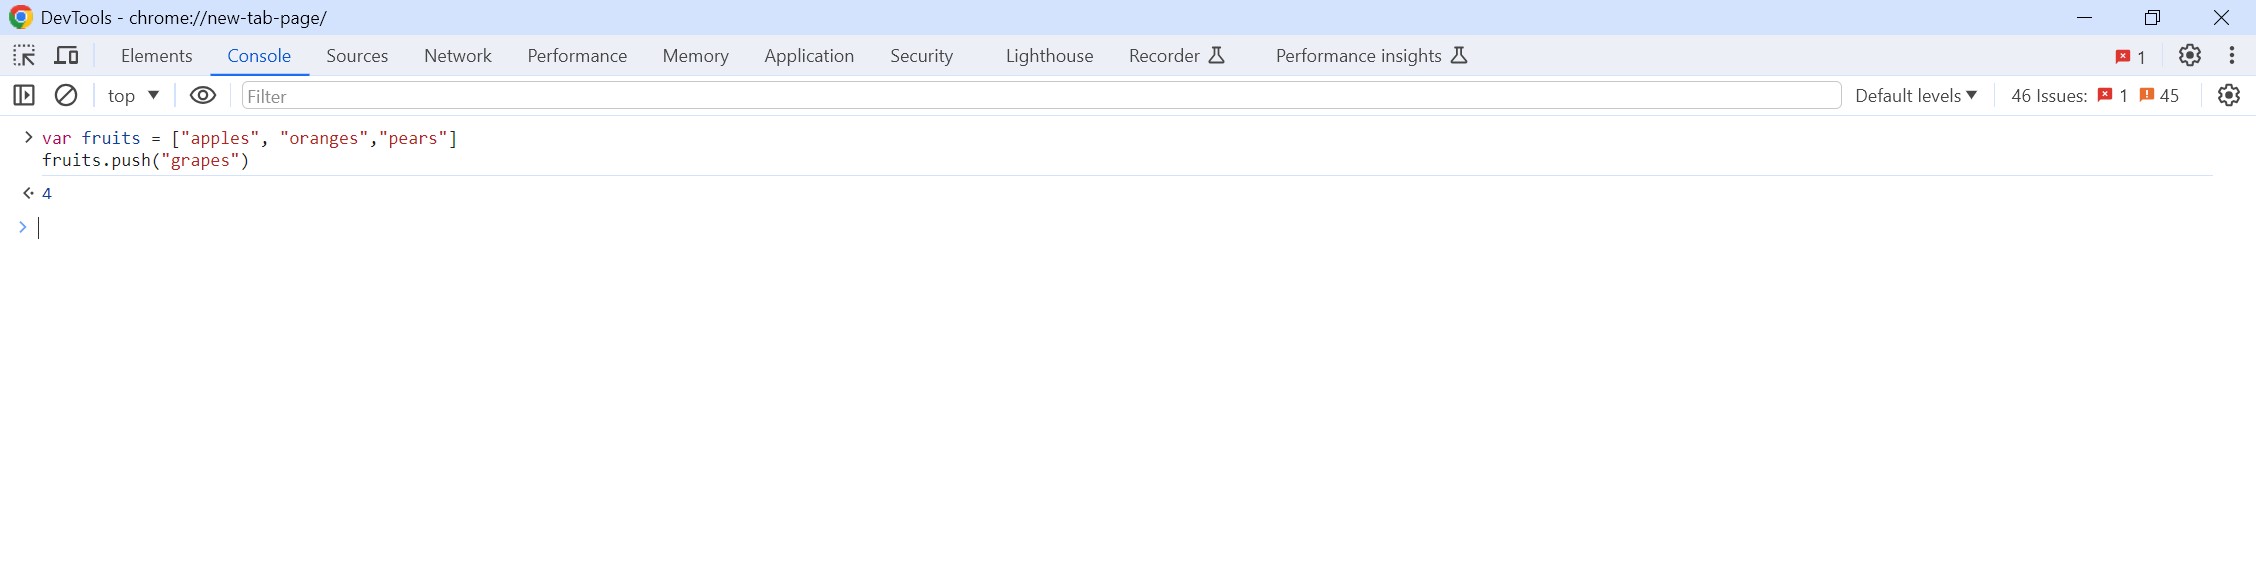 DevTools - chrome://new-tab-page/
Elements Console Sources Network Performance Memory Application Security Lighthouse Recorder Performance insights 1
top Filter Default levels 46 Issues: 1 45
var fruits = ["apples", "oranges","pears"]
fruits.push("grapes")
4